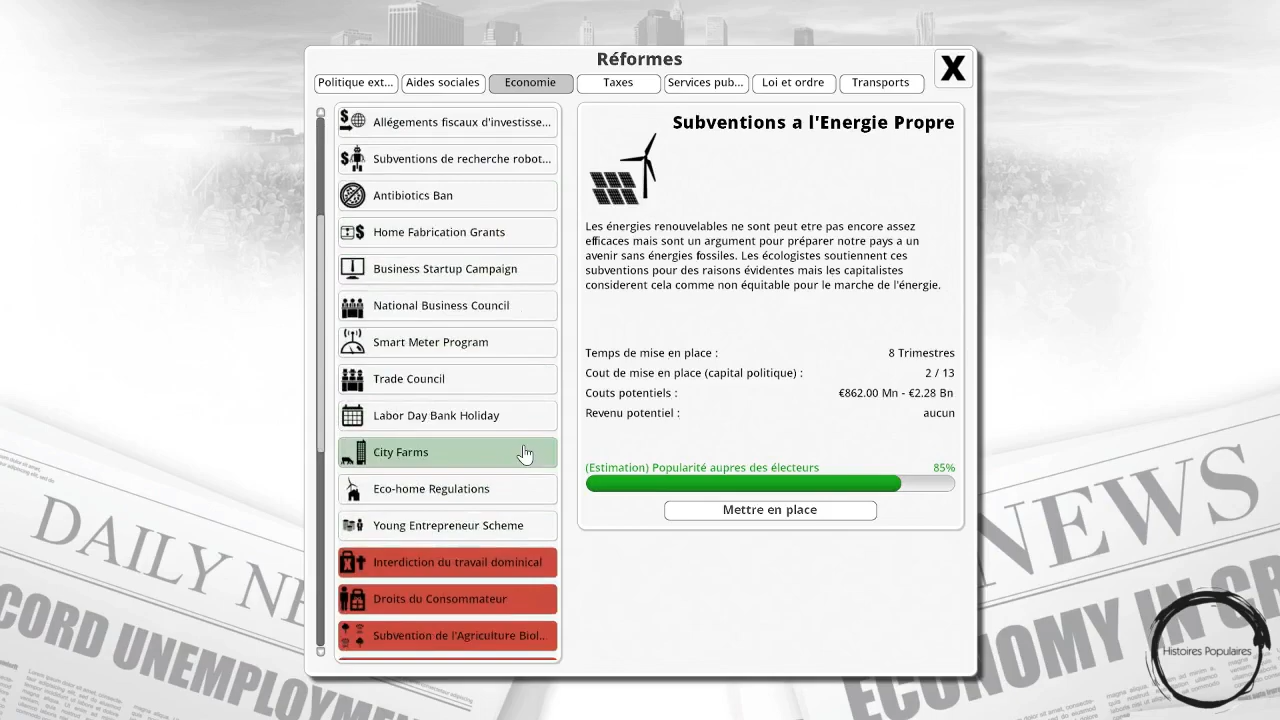 Réformes
X
Politique ext...
Aides sociales
Economie
Taxes
Services pub...
Loi et ordre
Transports
Allégements fiscaux d'investisse...
Subventions de recherche robot...
Antibiotics Ban
Home Fabrication Grants
Business Startup Campaign
National Business Council
Smart Meter Program
Trade Council
Labor Day Bank Holiday
City Farms
Eco-home Regulations
Young Entrepreneur Scheme
Interdiction du travail dominical
Droits du Consommateur
Subvention de l'Agriculture Biol...
Subventions a l'Energie Propre
Les énergies renouvelables ne sont peut etre pas encore assez
efficaces mais sont un argument pour préparer notre pays a un
avenir sans énergies fossiles. Les écologistes soutiennent ces
subventions pour des raisons évidentes mais les capitalistes
considerent cela comme non équitable pour le marche de l'énergie.
Temps de mise en place : 8 Trimestres
Cout de mise en place (capital politique) : 2 / 13
Couts potentiels : €862.00 Mn - €2.28 Bn
Revenu potentiel : aucun
(Estimation) Popularité aupres des électeurs 85%
Mettre en place
DAILY NE
CORD UNEMPLOYM
NEWS
ECONOMY IN CR
Histoires Populaires